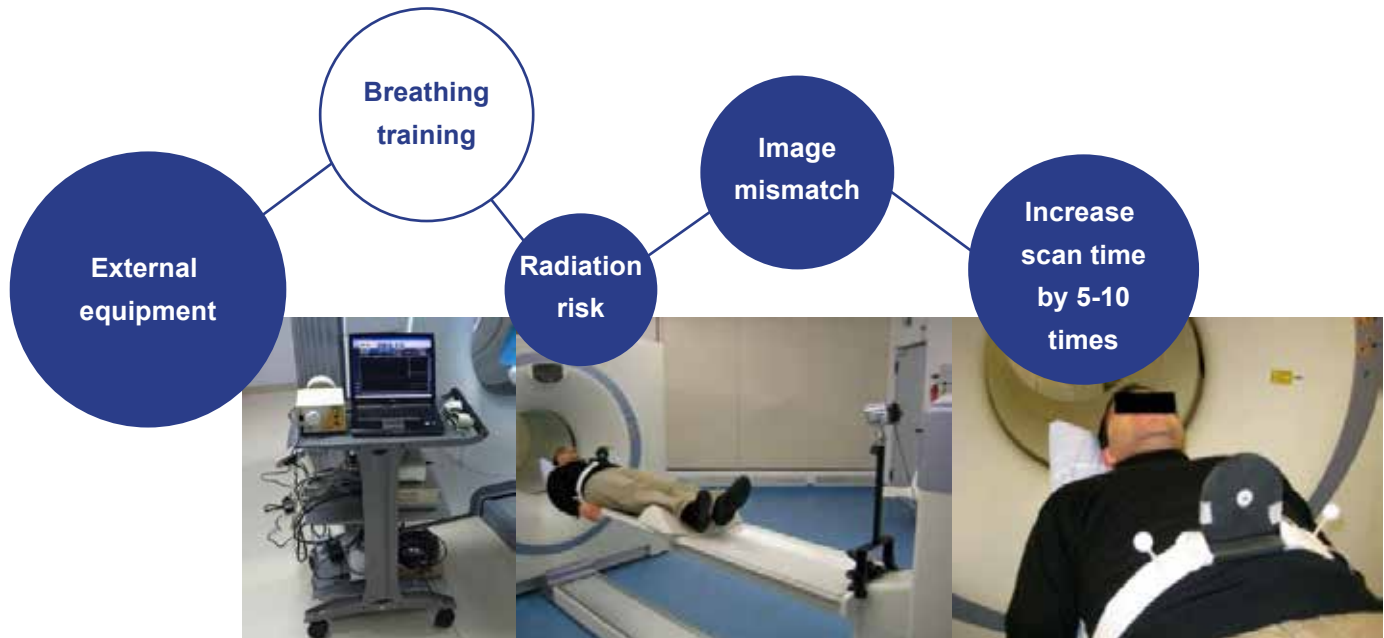 External
equipment
Breathing
training
Radiation
risk
Image
mismatch
Increase
scan time
by 5-10
times